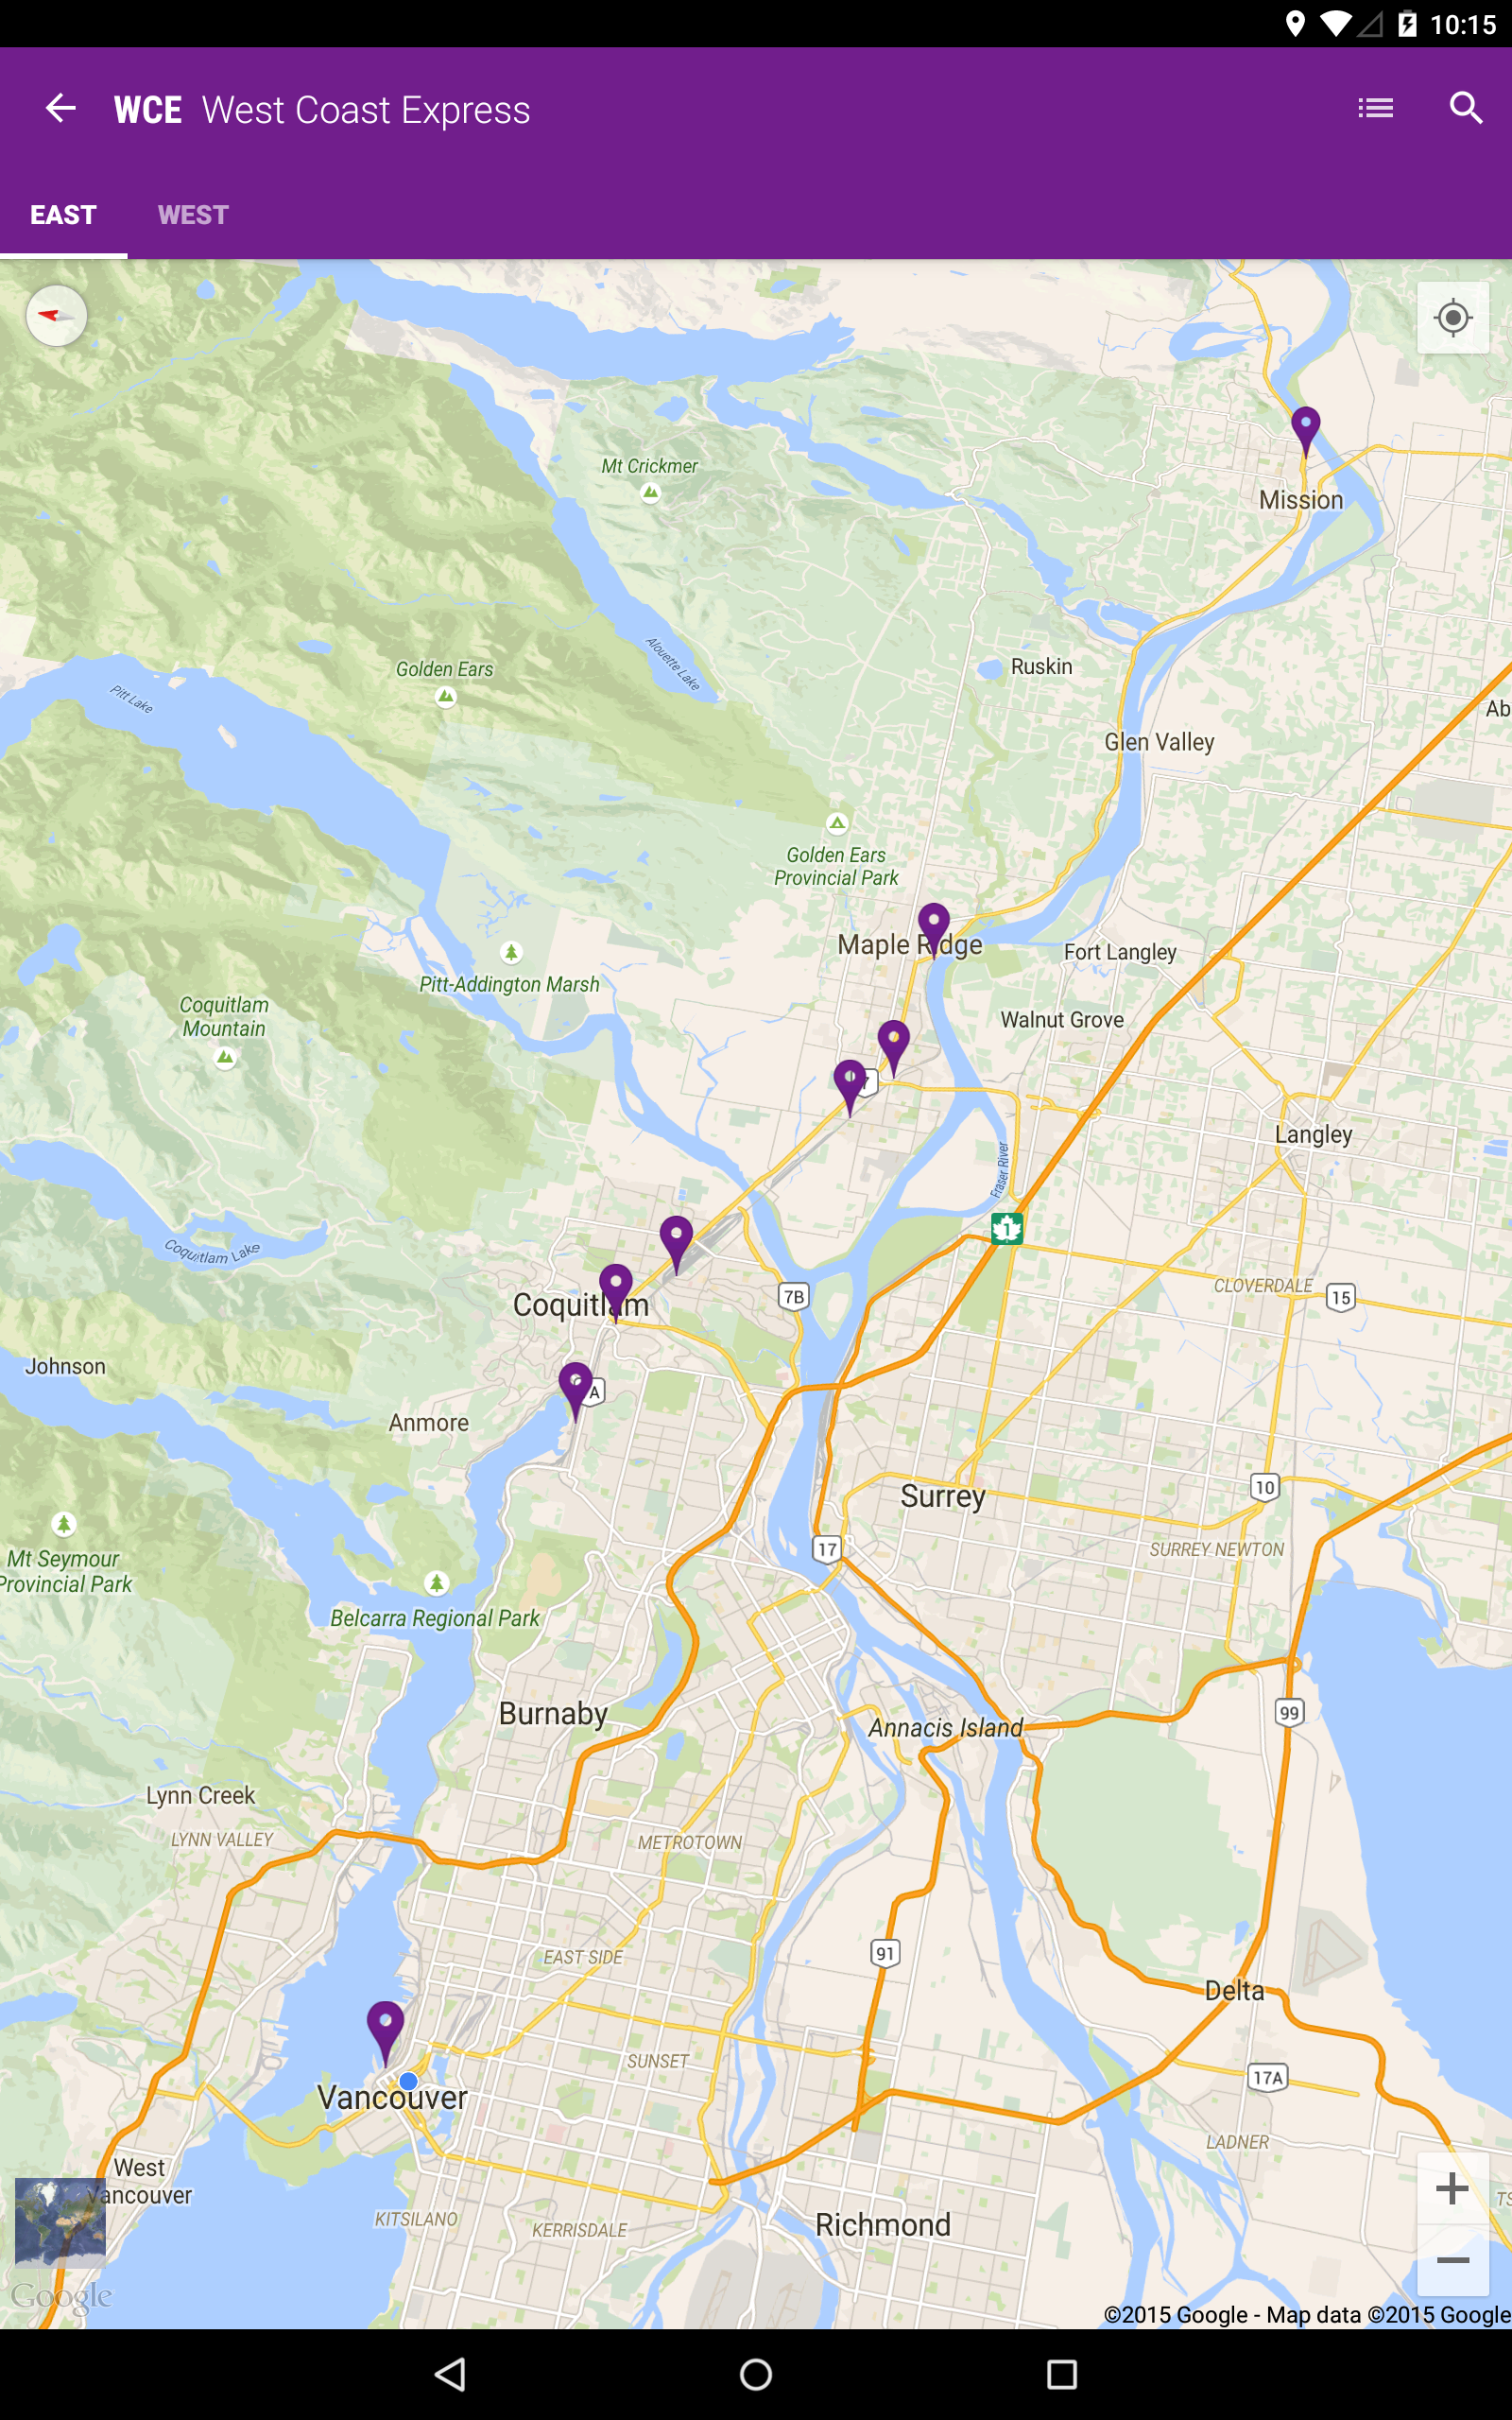 10:15
WCE West Coast Express
EAST WEST
Mt Crickmer
Mission
Alouette Lake
Ruskin
Golden Ears
Pitt Lake
Ab
Glen Valley
Golden Ears
Provincial Park
Maple Ridge
Fort Langley
Pitt-Addington Marsh
Coquitlam
Mountain
Walnut Grove
Langley
Fraser River
1
Coquitlam Lake
CLOVERDALE
7B
15
Coquitlam
Johnson
A
Anmore
Surrey
10
17
SURREY NEWTON
Mt Seymour
Provincial Park
Belcarra Regional Park
Burnaby
99
Annacis Island
Lynn Creek
LYNN VALLEY
METROTOWN
91
EAST SIDE
Delta
SUNSET
17A
Vancouver
LADNER
West
Vancouver
TS
KITSILANO
KERRISDALE
Richmond
Google
©2015 Google - Map data ©2015 Google